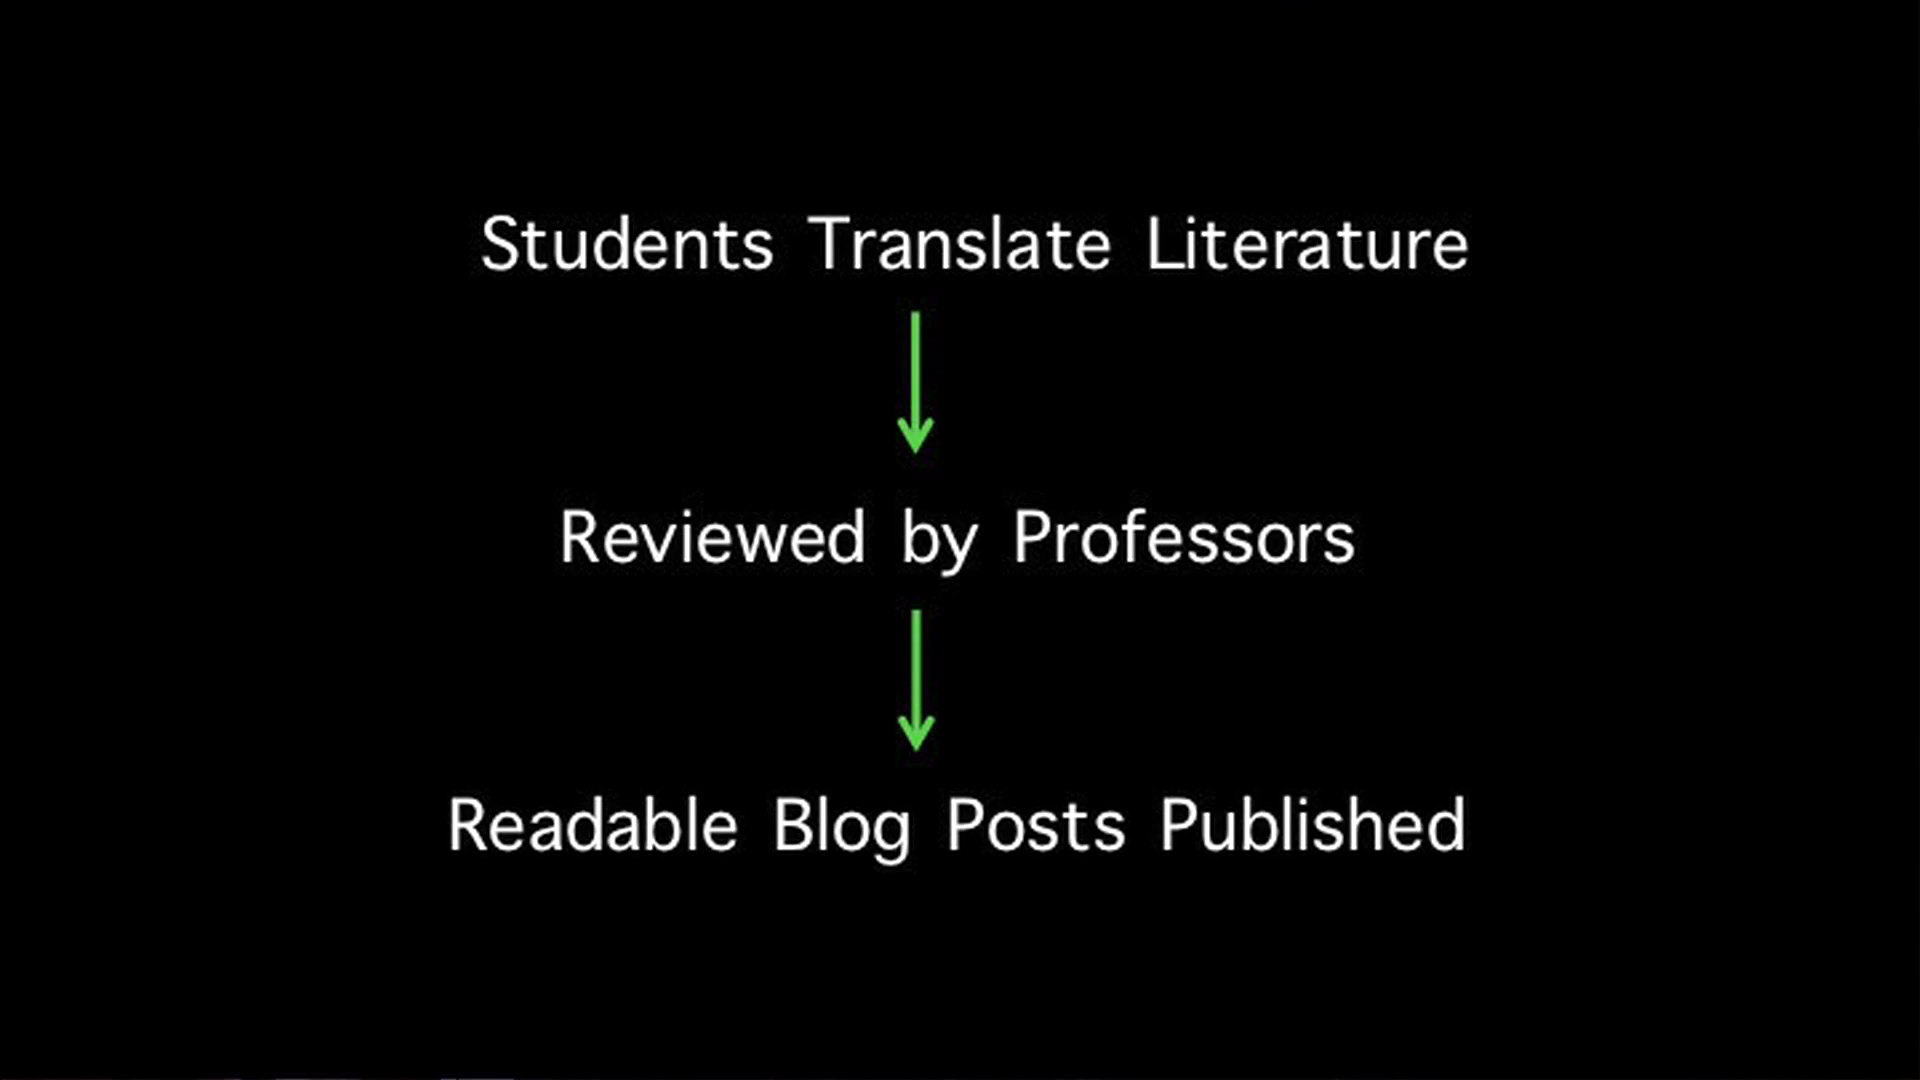 Students Translate Literature
Reviewed by Professors
Readable Blog Posts Published